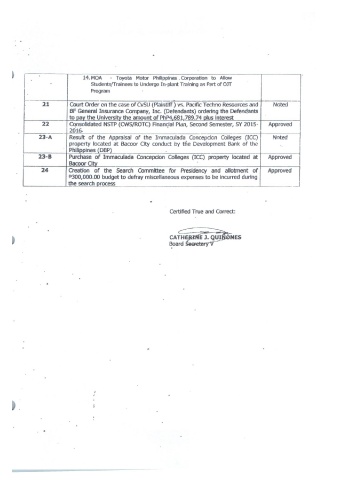 14.MOA - Toyota Motor Philippines Corporation to Allow
Students/Trainees to Undergo In-plant Training as Part of OJT
Program
21 Court Order on the case of CvSU (Plaintiff) vs. Pacific Techno Resources and Noted
BF General Insurance Company, Inc. (Defendants) ordering the Defendants
to pay the University the amount of PhP4,681,789.74 plus interest
22 Consolidated NSTP (CWS/ROTC) Financial Plan, Second Semester, SY 2015- Approved
2016
23-A Result of the Appraisal of the Immaculada Concepcion Colleges (ICC) Noted
property located at Bacoor City conduct by the Development Bank of the
Philippines (DBP)
23-B Purchase of Immaculada Concepcion Colleges (ICC) property located at Approved
Bacoor City
24 Creation of the Search Committee for Presidency and allotment of Approved
₱300,000.00 budget to defray miscellaneous expenses to be incurred during
the search process
Certified True and Correct:
CATHERINE J. QUIÑONES
Board Secretary V